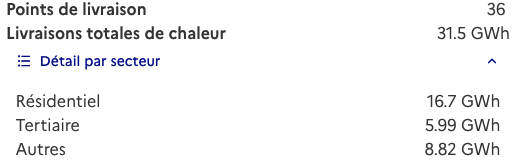 Points de livraison 36
Livraisons totales de chaleur 31.5 GWh
Détail par secteur
Résidentiel 16.7 GWh
Tertiaire 5.99 GWh
Autres 8.82 GWh